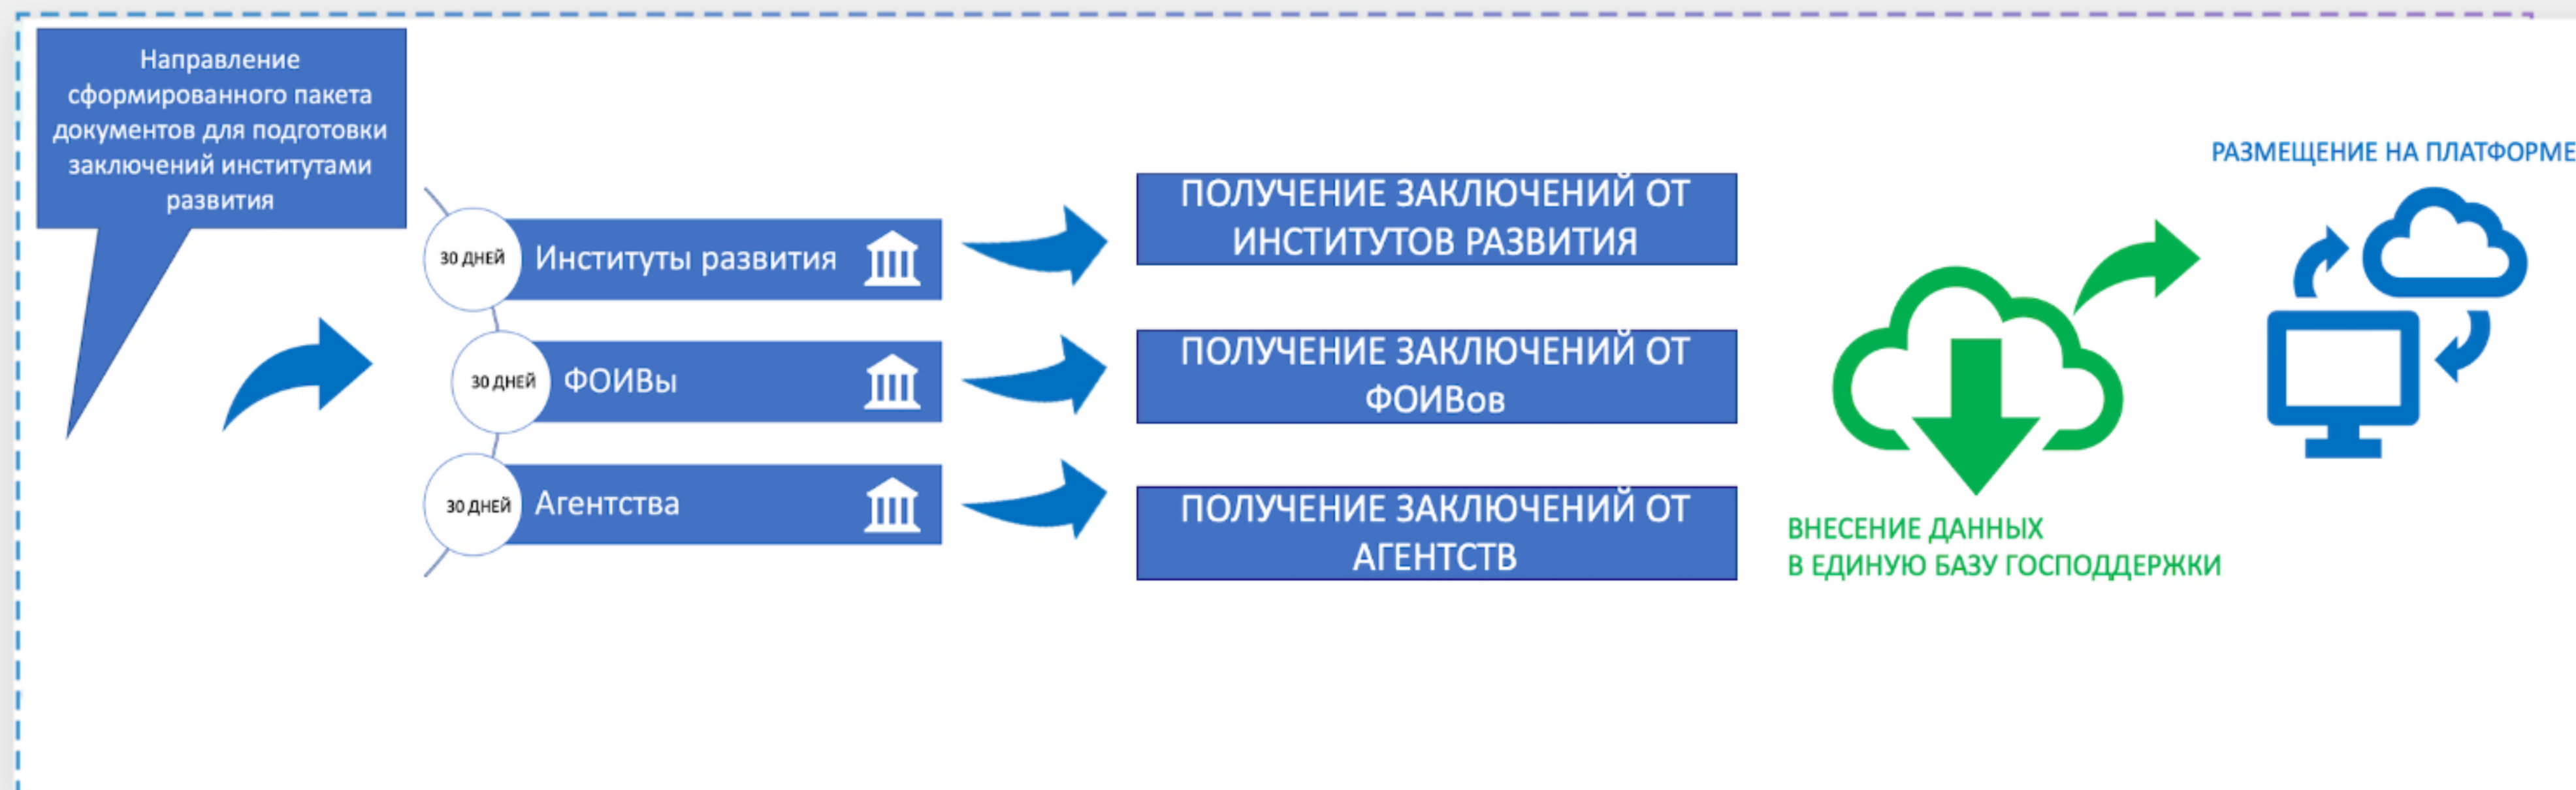 Направление
сформированного пакета
документов для подготовки
заключений институтами
развития
30 ДНЕЙ
Институты развития
30 ДНЕЙ
ФОИВы
30 ДНЕЙ
Агентства
ПОЛУЧЕНИЕ ЗАКЛЮЧЕНИЙ ОТ
ИНСТИТУТОВ РАЗВИТИЯ
ПОЛУЧЕНИЕ ЗАКЛЮЧЕНИЙ ОТ
ФОИВов
ПОЛУЧЕНИЕ ЗАКЛЮЧЕНИЙ ОТ
АГЕНТСТВ
ВНЕСЕНИЕ ДАННЫХ
В ЕДИНУЮ БАЗУ ГОСПОДДЕРЖКИ
РАЗМЕЩЕНИЕ НА ПЛАТФОРМЕ